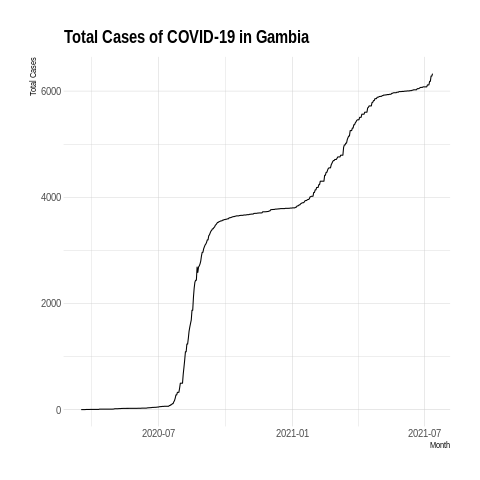 Total Cases of COVID-19 in Gambia
Total Cases
6000
4000
2000
0
2020-07
2021-01
2021-07
Month